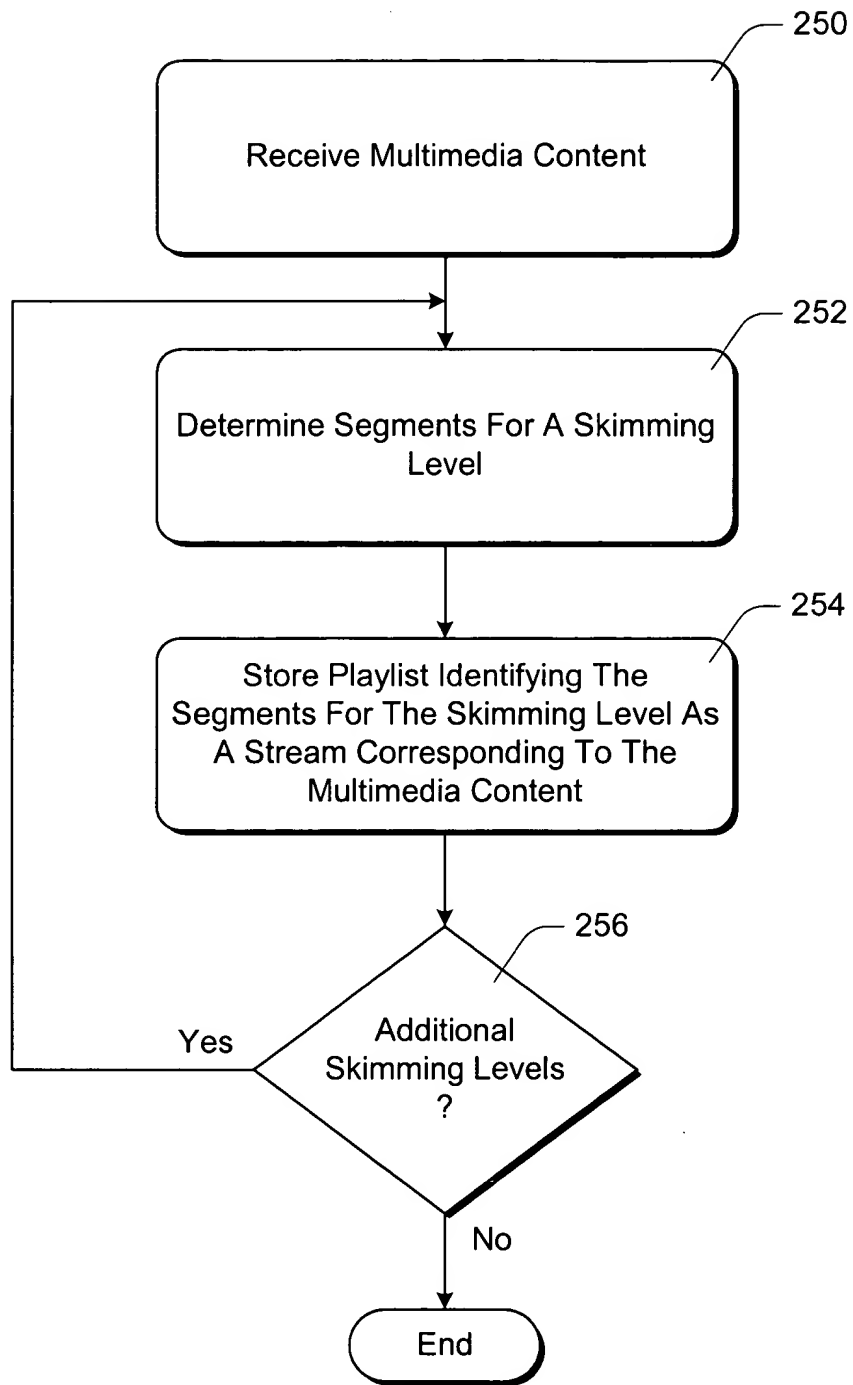 250
Receive Multimedia Content
252
Determine Segments For A Skimming
Level
254
Store Playlist Identifying The
Segments For The Skimming Level As
A Stream Corresponding To The
Multimedia Content
256
Additional
Skimming Levels
?
Yes
No
End